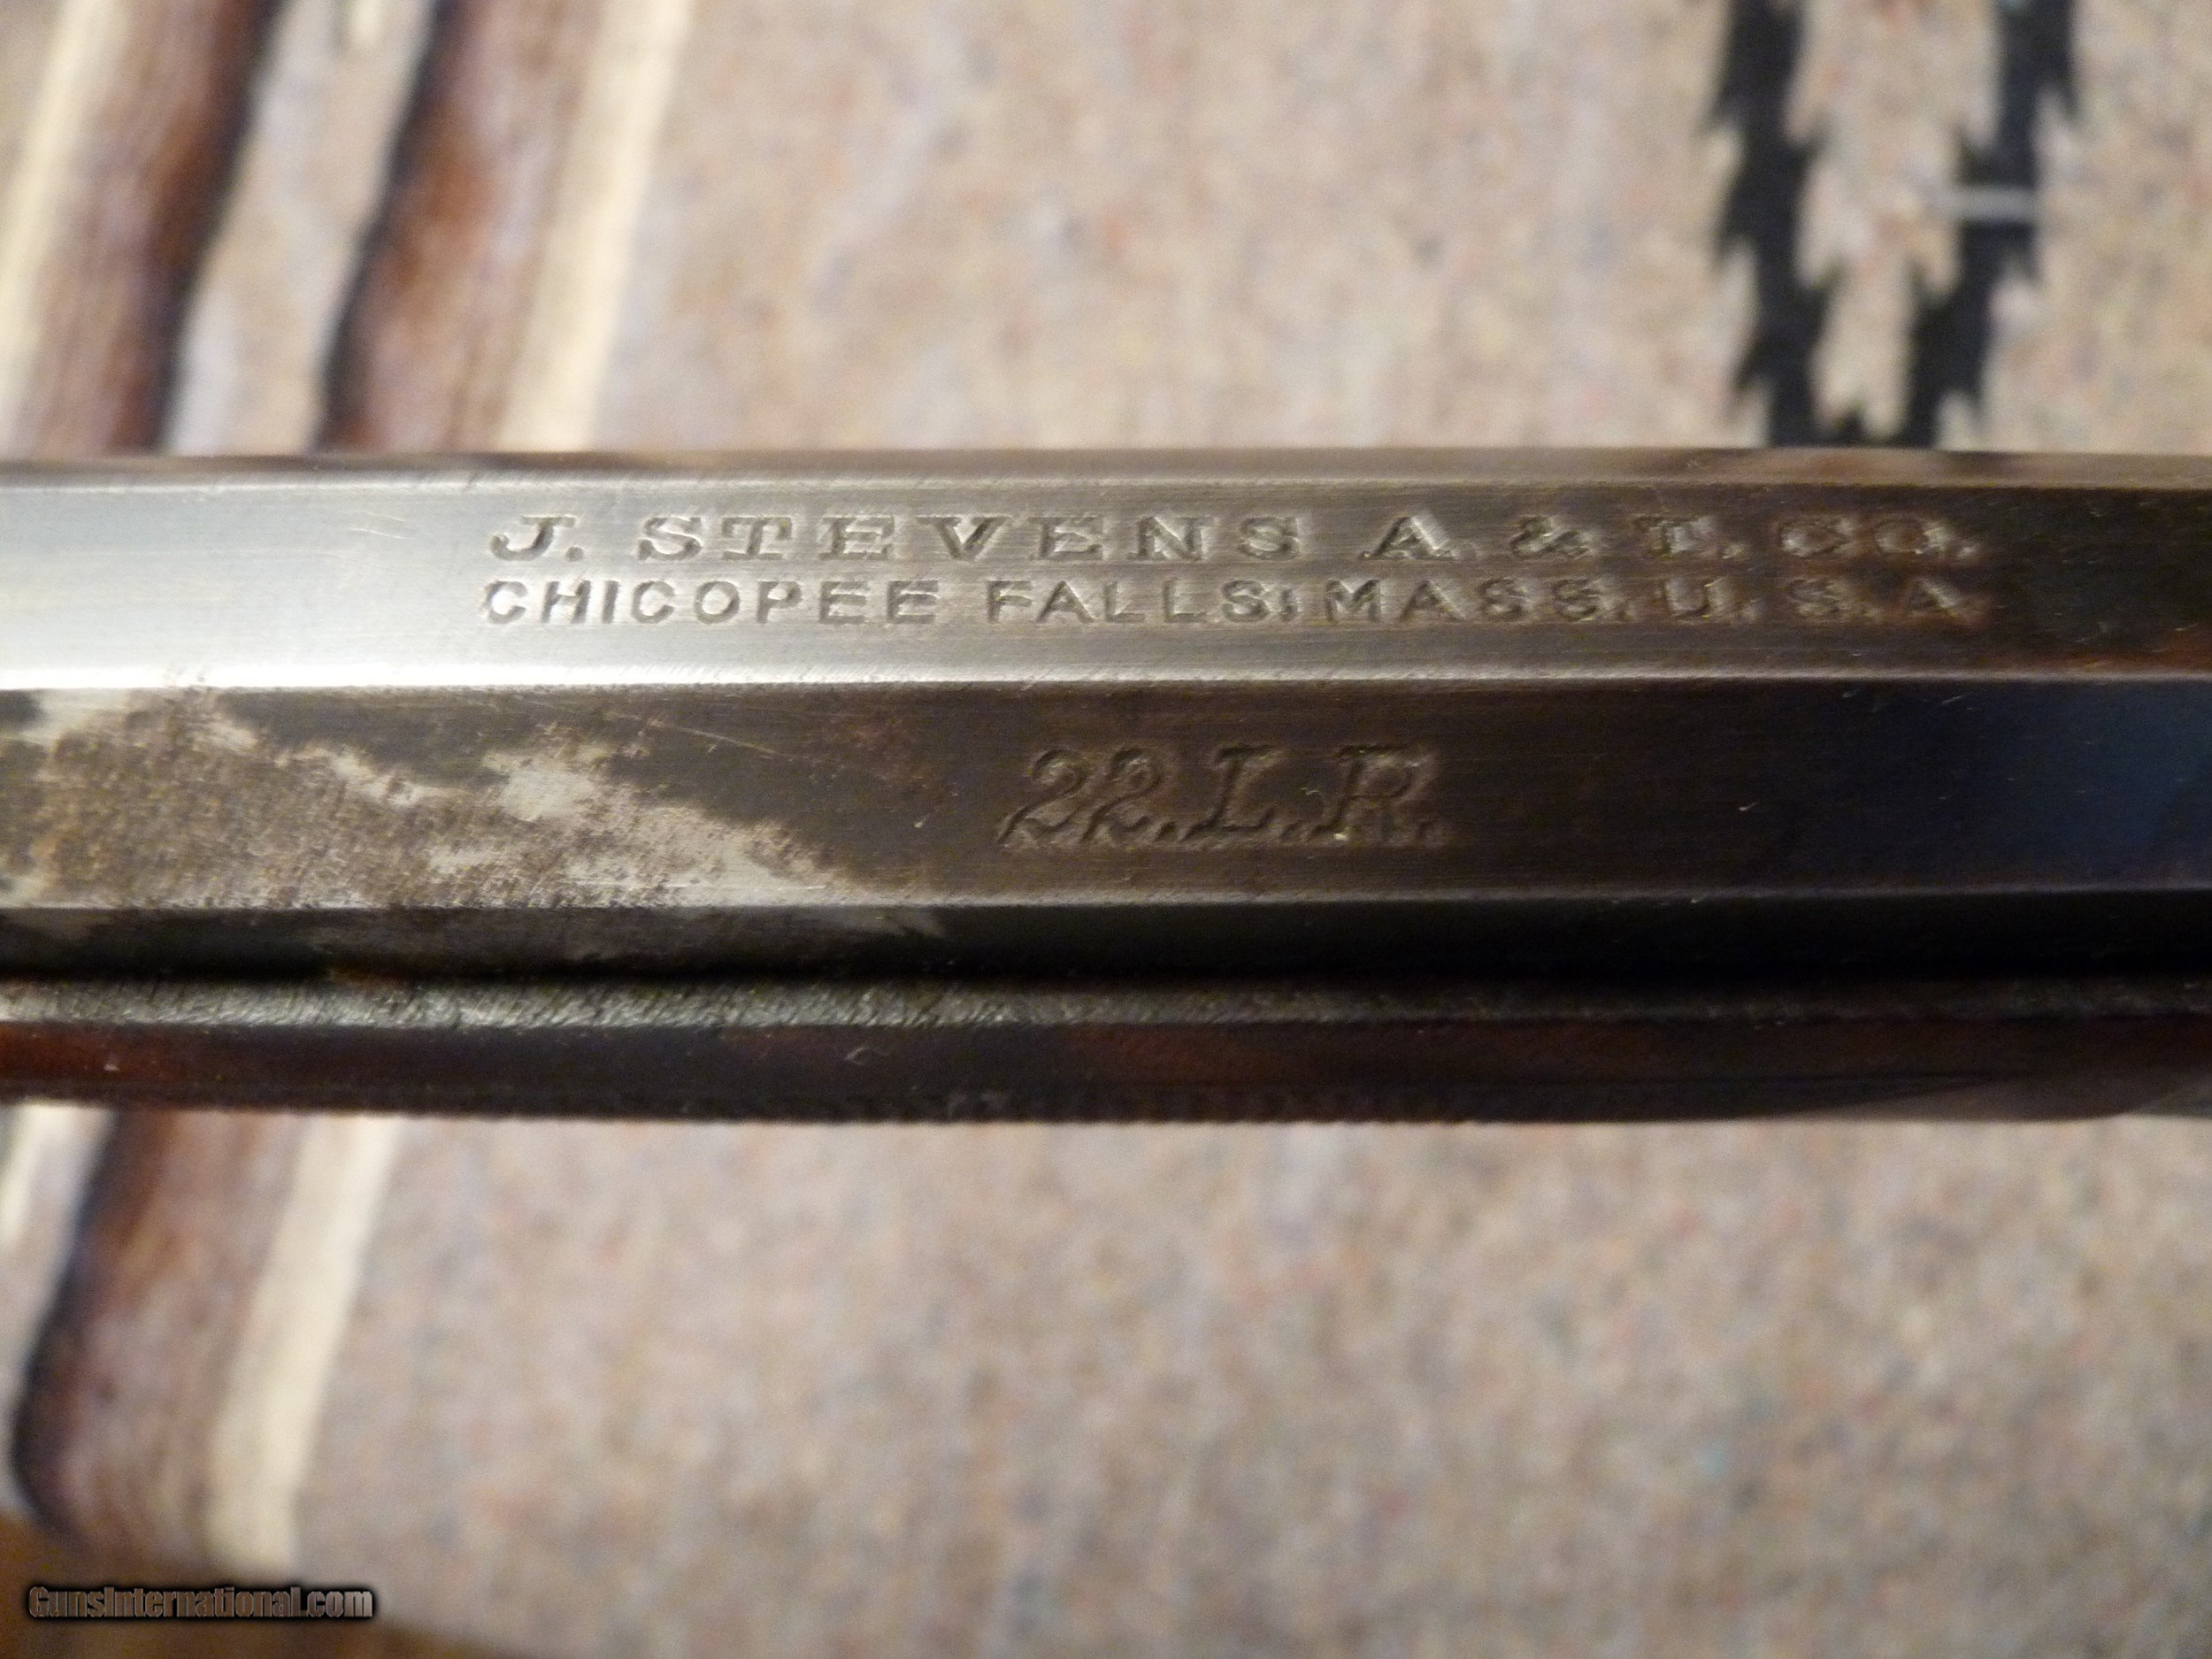 J. STEVENS A. & T. CO.
CHICOPEE FALLS, MASS. U. S. A.
22.L.R.
GunsInternational.com